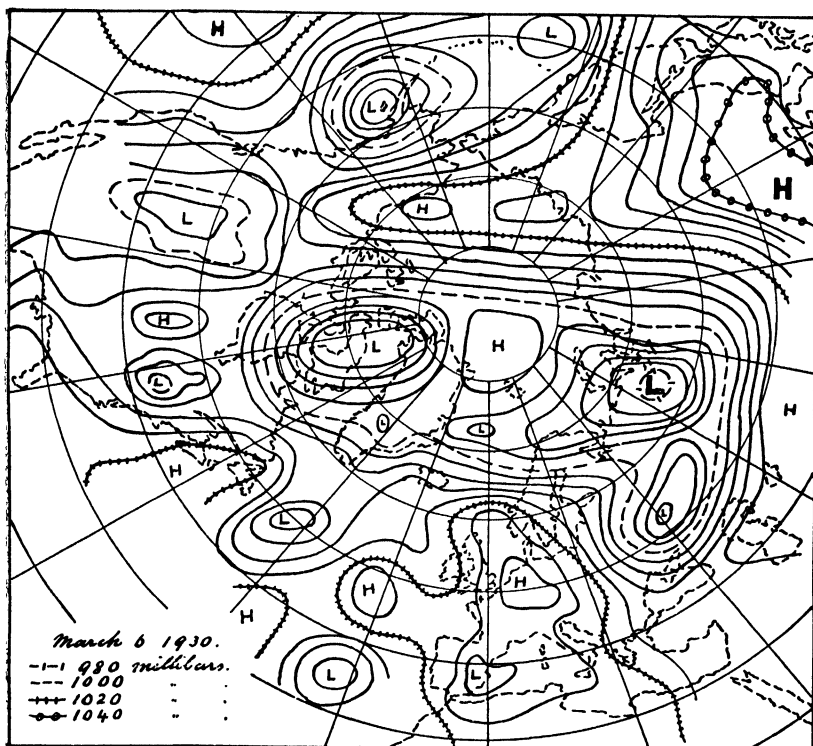 H
L
L
H
H
L
H
L
H
L
L
H
L
L
L
H
L
L
H
H
H
L
L
March 6 1930.
-ı-ı 980 millibars.
--- 1000 " .
+++ 1020 " .
-o-o 1040 " .